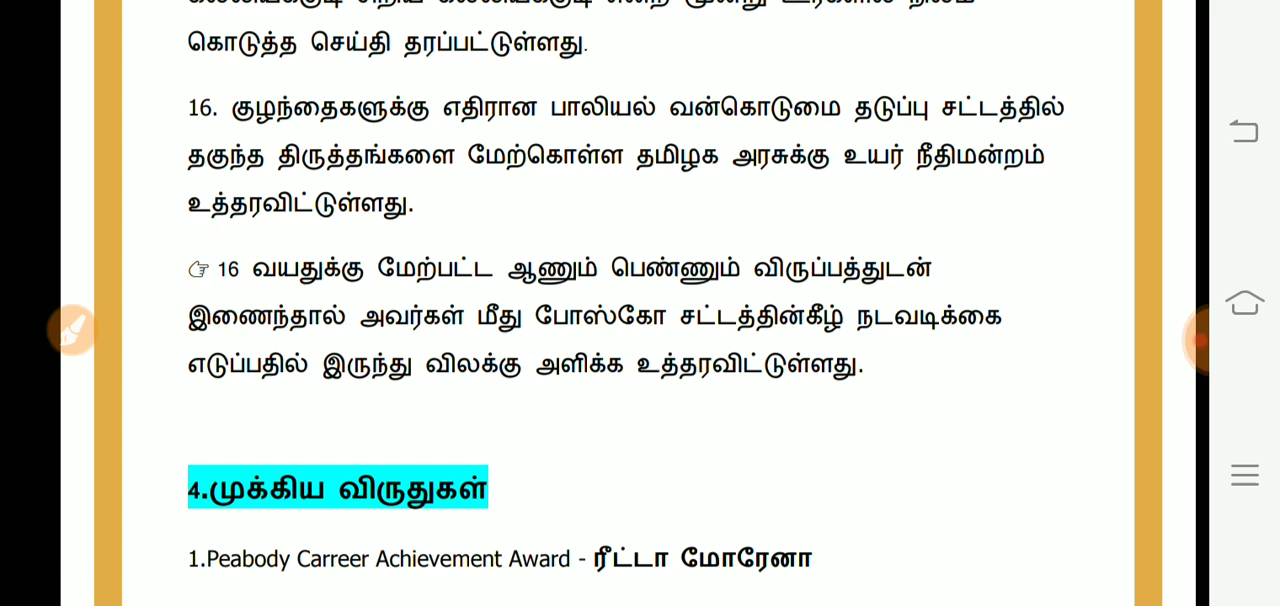 கொடுத்த செய்தி தரப்பட்டுள்ளது.
16. குழந்தைகளுக்கு எதிரான பாலியல் வன்கொடுமை தடுப்பு சட்டத்தில்
தகுந்த திருத்தங்களை மேற்கொள்ள தமிழக அரசுக்கு உயர் நீதிமன்றம்
உத்தரவிட்டுள்ளது.
☞ 16 வயதுக்கு மேற்பட்ட ஆணும் பெண்ணும் விருப்பத்துடன்
இணைந்தால் அவர்கள் மீது போஸ்கோ சட்டத்தின்கீழ் நடவடிக்கை
எடுப்பதில் இருந்து விலக்கு அளிக்க உத்தரவிட்டுள்ளது.
4.முக்கிய விருதுகள்
1.Peabody Carreer Achievement Award - ரீட்டா மோரேனா